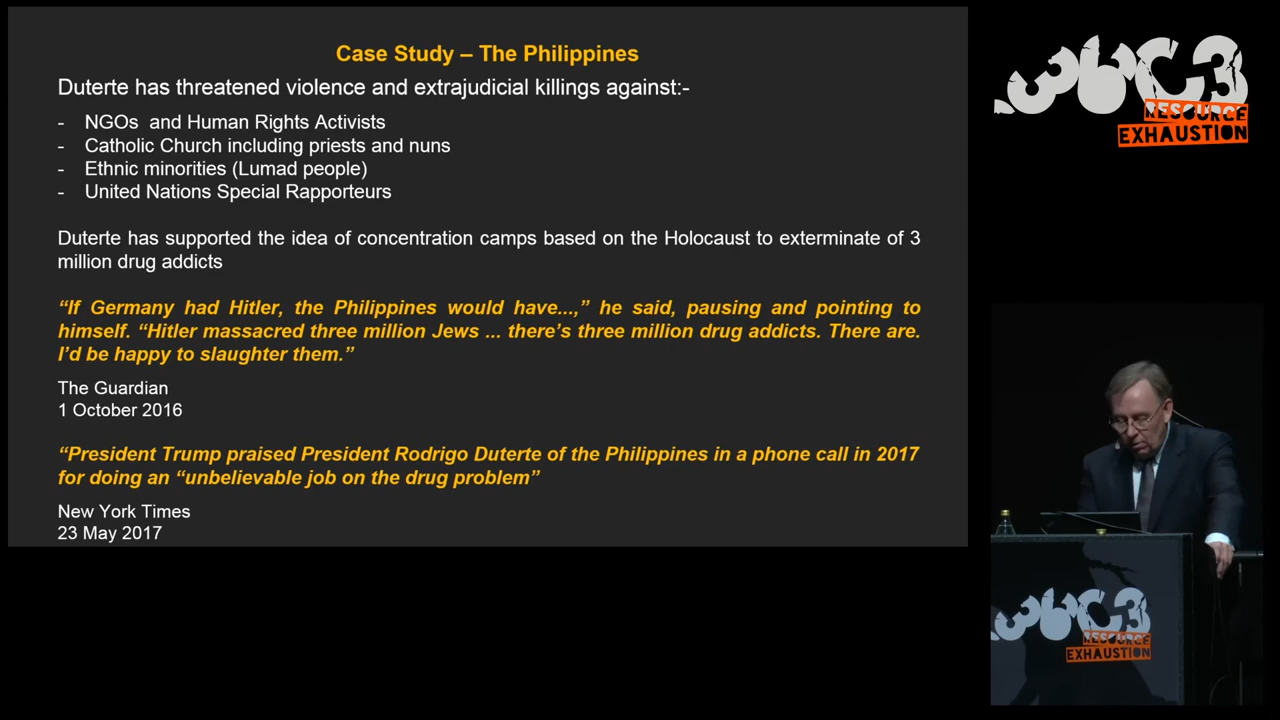 Case Study – The Philippines
Duterte has threatened violence and extrajudicial killings against:-
- NGOs  and Human Rights Activists
- Catholic Church including priests and nuns
- Ethnic minorities (Lumad people)
- United Nations Special Rapporteurs
Duterte has supported the idea of concentration camps based on the Holocaust to exterminate of 3
million drug addicts
“If Germany had Hitler, the Philippines would have...,” he said, pausing and pointing to
himself. “Hitler massacred three million Jews ... there’s three million drug addicts. There are.
I’d be happy to slaughter them.”
The Guardian
1 October 2016
“President Trump praised President Rodrigo Duterte of the Philippines in a phone call in 2017
for doing an “unbelievable job on the drug problem”
New York Times
23 May 2017
36C3
RESOURCE
EXHAUSTION
36C3
RESOURCE
EXHAUSTION